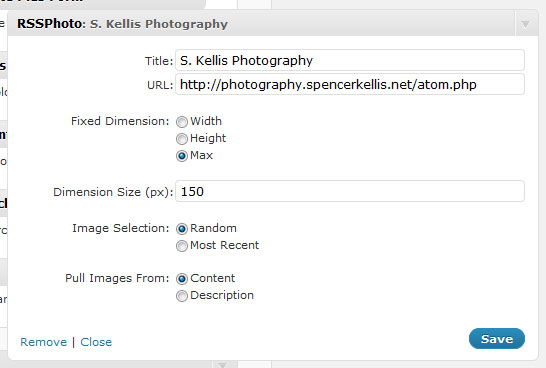 RSSPhoto: S. Kellis Photography
Title: S. Kellis Photography
URL: http://photography.spencerkellis.net/atom.php
Fixed Dimension: Width
Height
Max
Dimension Size (px): 150
Image Selection: Random
Most Recent
Pull Images From: Content
Description
Remove | Close
Save